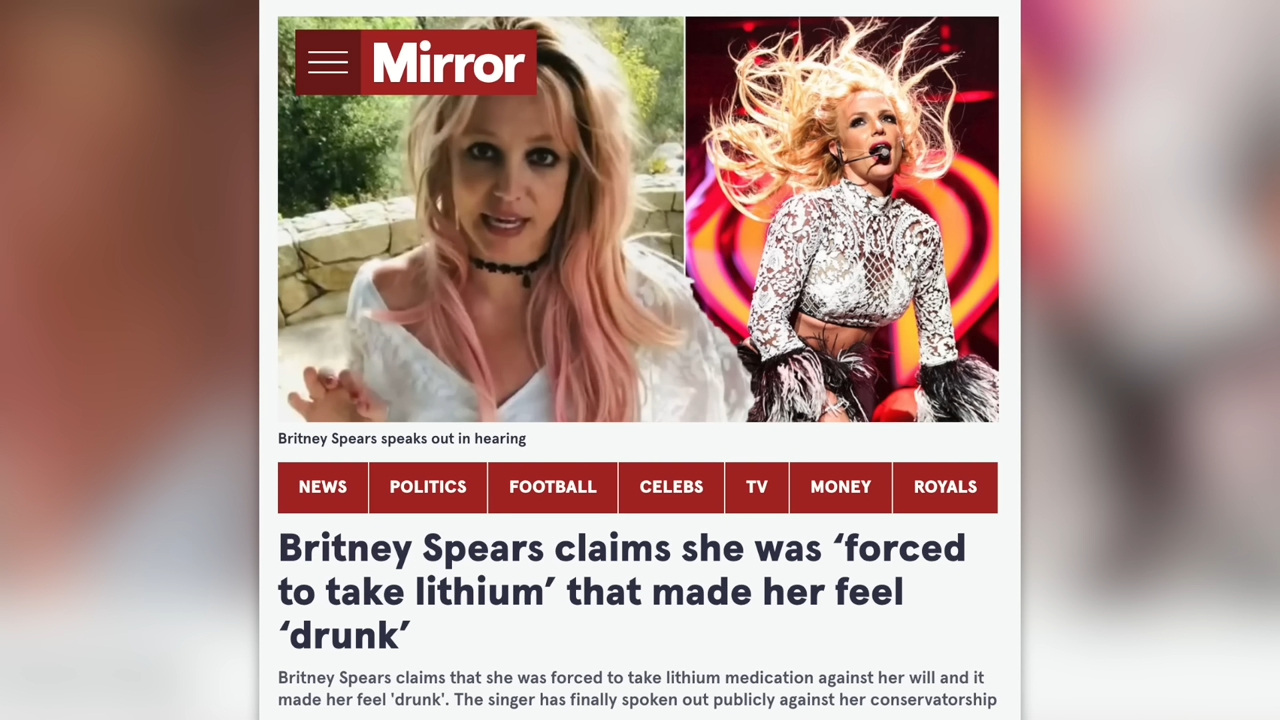 Mirror
Britney Spears speaks out in hearing
NEWS POLITICS FOOTBALL CELEBS TV MONEY ROYALS
Britney Spears claims she was ‘forced
to take lithium’ that made her feel
‘drunk’
Britney Spears claims that she was forced to take lithium medication against her will and it
made her feel 'drunk'. The singer has finally spoken out publicly against her conservatorship